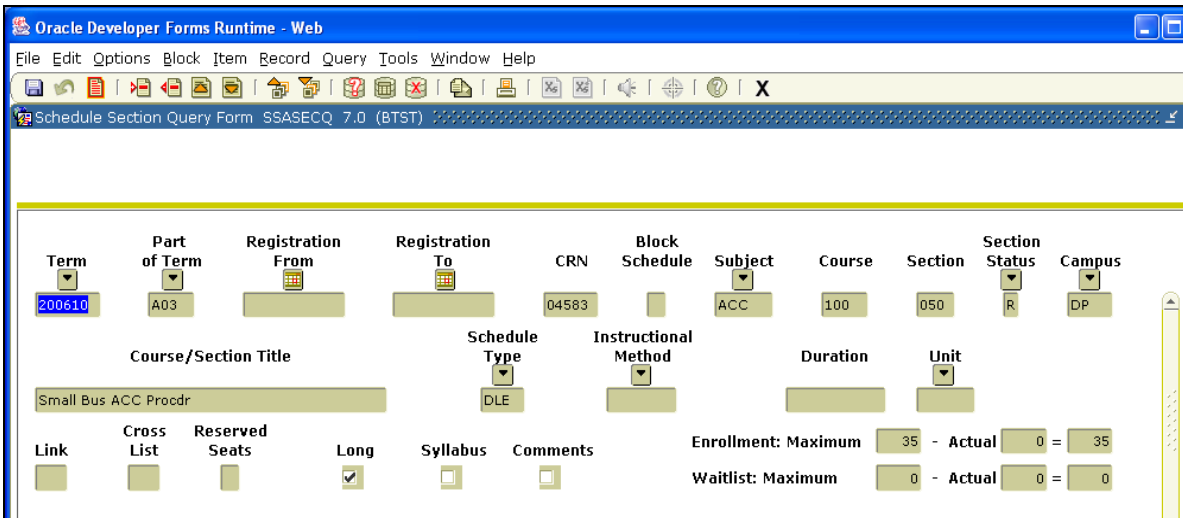 Oracle Developer Forms Runtime - Web
File Edit Options Block Item Record Query Tools Window Help
Schedule Section Query Form SSASECQ 7.0 (BTST)
Term Part of Term Registration From Registration To CRN Block Schedule Subject Course Section Section Status Campus
200610 A03 04583 ACC 100 050 R DP
Course/Section Title Schedule Type Instructional Method Duration Unit
Small Bus ACC Procdr DLE
Link Cross List Reserved Seats Long Syllabus Comments
Enrollment: Maximum 35 - Actual 0 = 35
Waitlist: Maximum 0 - Actual 0 = 0